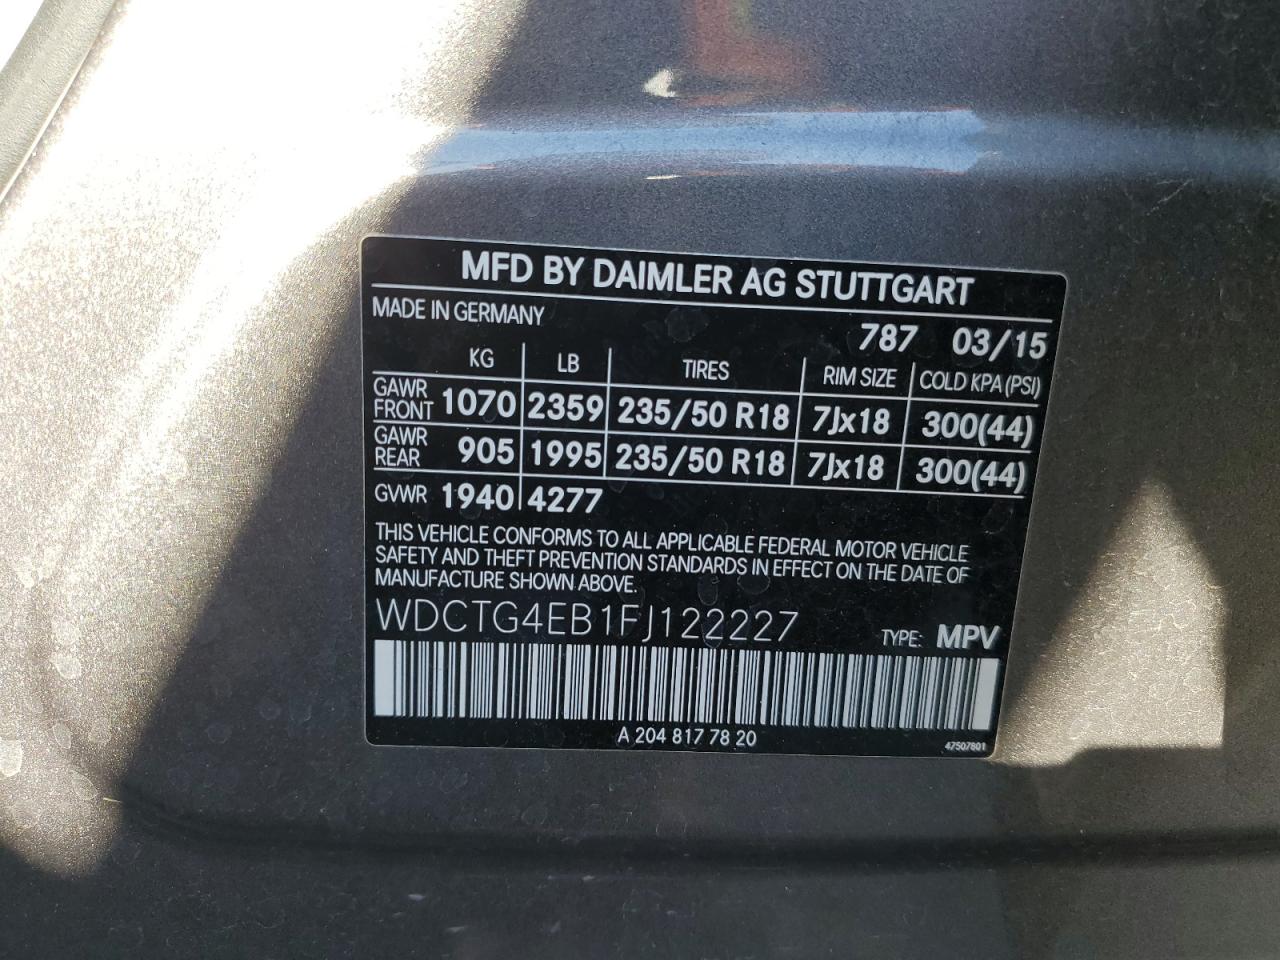 MFD BY DAIMLER AG STUTTGART
MADE IN GERMANY
787 03/15
KG LB TIRES RIM SIZE COLD KPA (PSI)
GAWR FRONT 1070 2359 235/50 R18 7Jx18 300(44)
GAWR REAR 905 1995 235/50 R18 7Jx18 300(44)
GVWR 1940 4277
THIS VEHICLE CONFORMS TO ALL APPLICABLE FEDERAL MOTOR VEHICLE
SAFETY AND THEFT PREVENTION STANDARDS IN EFFECT ON THE DATE OF
MANUFACTURE SHOWN ABOVE.
WDCTG4EB1FJ122227 TYPE: MPV
A 204 817 78 20
47507801